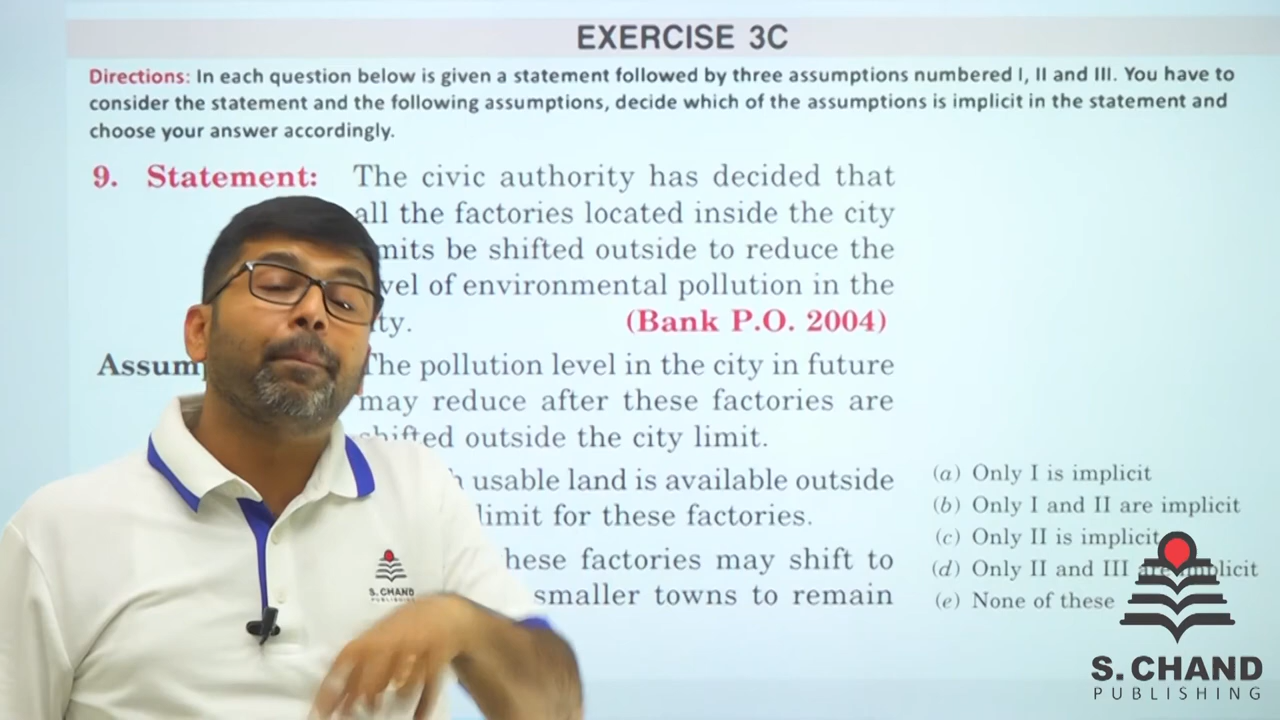 EXERCISE 3C
Directions: In each question below is given a statement followed by three assumptions numbered I, II and III. You have to
consider the statement and the following assumptions, decide which of the assumptions is implicit in the statement and
choose your answer accordingly.
9. Statement: The civic authority has decided that
all the factories located inside the city
mits be shifted outside to reduce the
vel of environmental pollution in the
ty. (Bank P.O. 2004)
Assum The pollution level in the city in future
may reduce after these factories are
shifted outside the city limit.
h usable land is available outside
limit for these factories.
hese factories may shift to
smaller towns to remain
(a) Only I is implicit
(b) Only I and II are implicit
(c) Only II is implicit
(d) Only II and III are implicit
(e) None of these
S. CHAND
PUBLISHING
S. CHAND
PUBLISHING